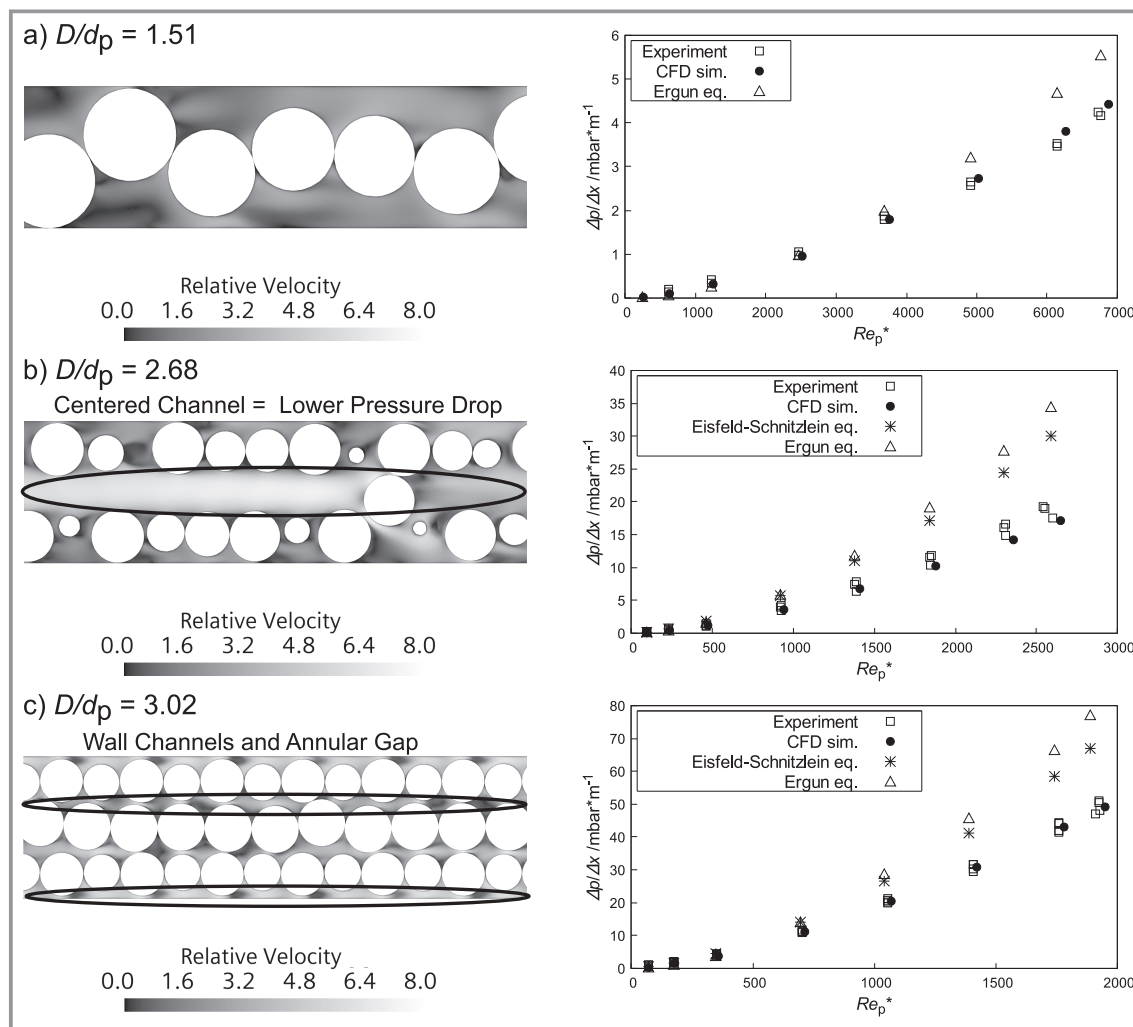 a) D/dp = 1.51
Relative Velocity
0.0 1.6 3.2 4.8 6.4 8.0
Experiment
CFD sim.
Ergun eq.
Δp/Δx /mbar*m-1
6
5
4
3
2
1
0
0 1000 2000 3000 4000 5000 6000 7000
Rep*
b) D/dp = 2.68
Centered Channel = Lower Pressure Drop
Relative Velocity
0.0 1.6 3.2 4.8 6.4 8.0
Experiment
CFD sim.
Eisfeld-Schnitzlein eq.
Ergun eq.
Δp/Δx /mbar*m-1
40
35
30
25
20
15
10
5
0
0 500 1000 1500 2000 2500 3000
Rep*
c) D/dp = 3.02
Wall Channels and Annular Gap
Relative Velocity
0.0 1.6 3.2 4.8 6.4 8.0
Experiment
CFD sim.
Eisfeld-Schnitzlein eq.
Ergun eq.
Δp/Δx /mbar*m-1
80
70
60
50
40
30
20
10
0
500 1000 1500 2000
Rep*